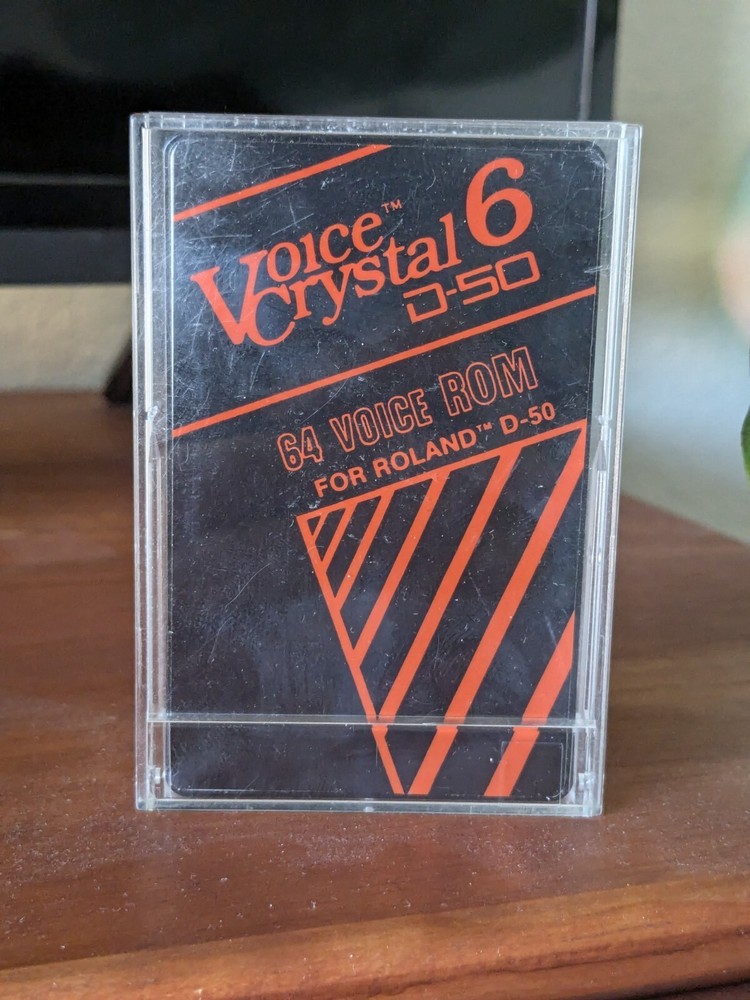 Voice™
Crystal 6
D-50
64 VOICE ROM
FOR ROLAND™ D-50